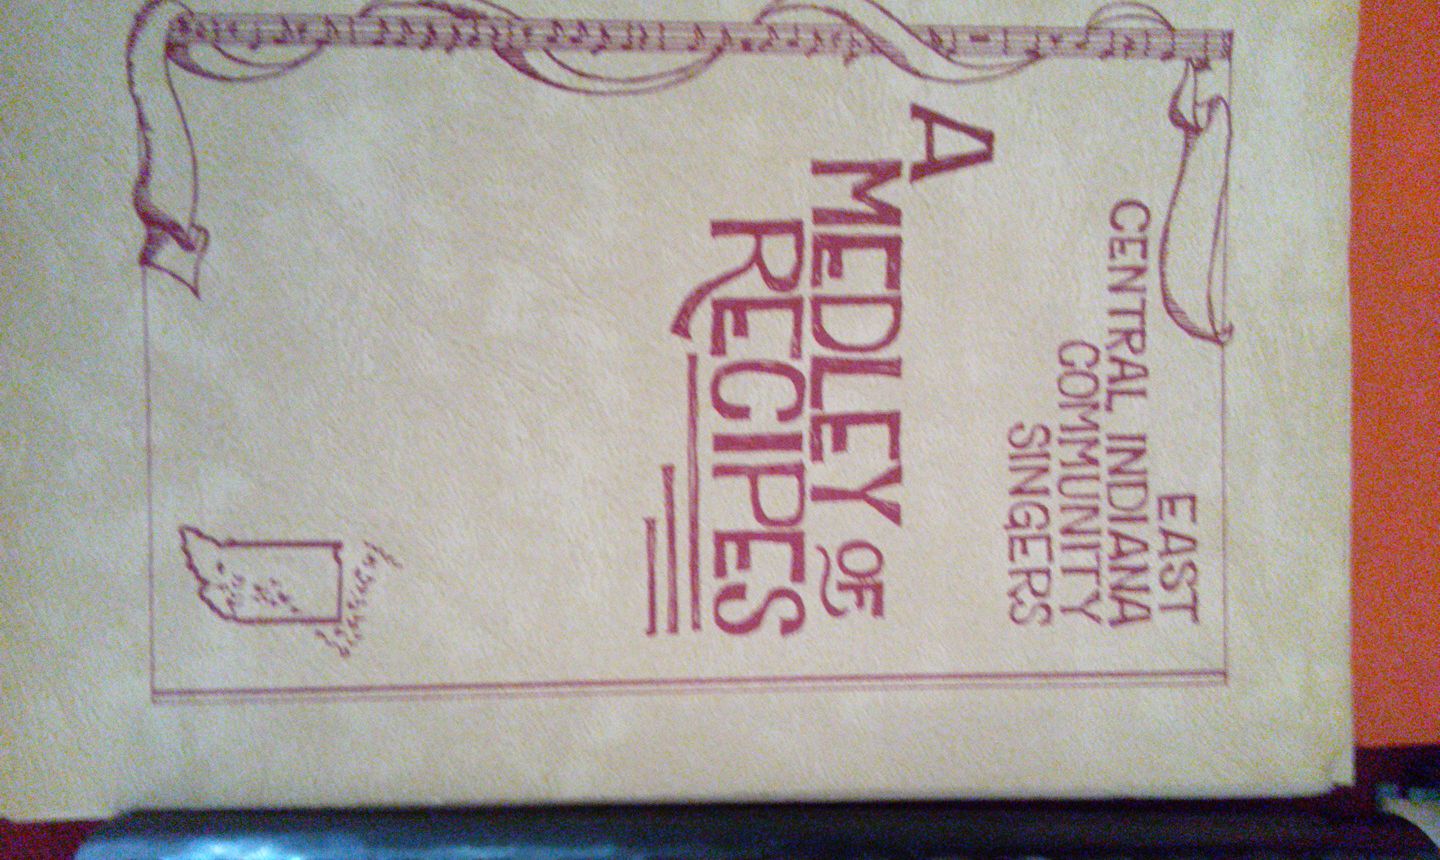 EAST
CENTRAL INDIANA
COMMUNITY
SINGERS
A
MEDLEY OF
RECIPES